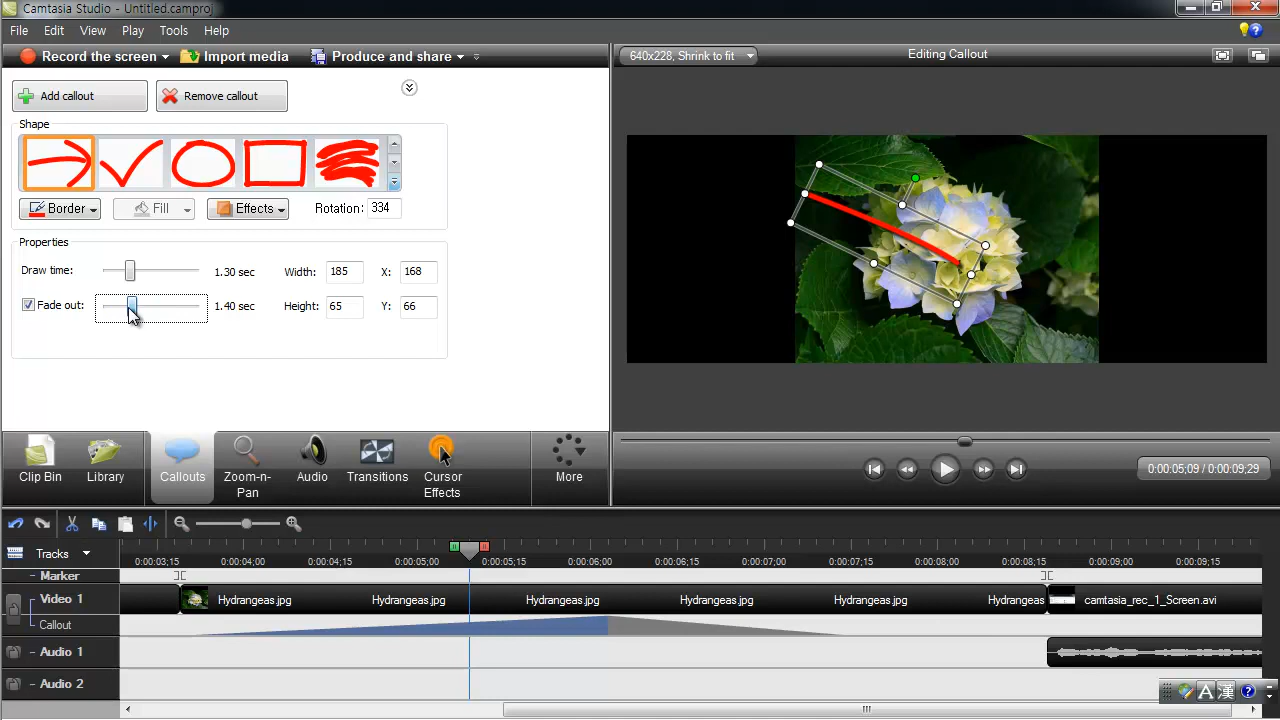 Camtasia Studio - Untitled.camproj
File Edit View Play Tools Help
Record the screen Import media Produce and share
640x228, Shrink to fit
Editing Callout
Add callout Remove callout
Shape
Border Fill Effects Rotation: 334
Properties
Draw time: 1.30 sec Width: 185 X: 168
Fade out: 1.40 sec Height: 65 Y: 66
Clip Bin Library Callouts Zoom-n-Pan Audio Transitions Cursor Effects More
0:00:05;09 / 0:00:09;29
Tracks 0:00:03;15 0:00:04;00 0:00:04;15 0:00:05;00 0:00:05;15 0:00:06;00 0:00:06;15 0:00:07;00 0:00:07;15 0:00:08;00 0:00:08;15 0:00:09;00 0:00:09;15
Marker
Video 1 Hydrangeas.jpg Hydrangeas.jpg Hydrangeas.jpg Hydrangeas.jpg Hydrangeas.jpg Hydrangeas camtasia_rec_1_Screen.avi
Callout
Audio 1
Audio 2
A 漢 ?